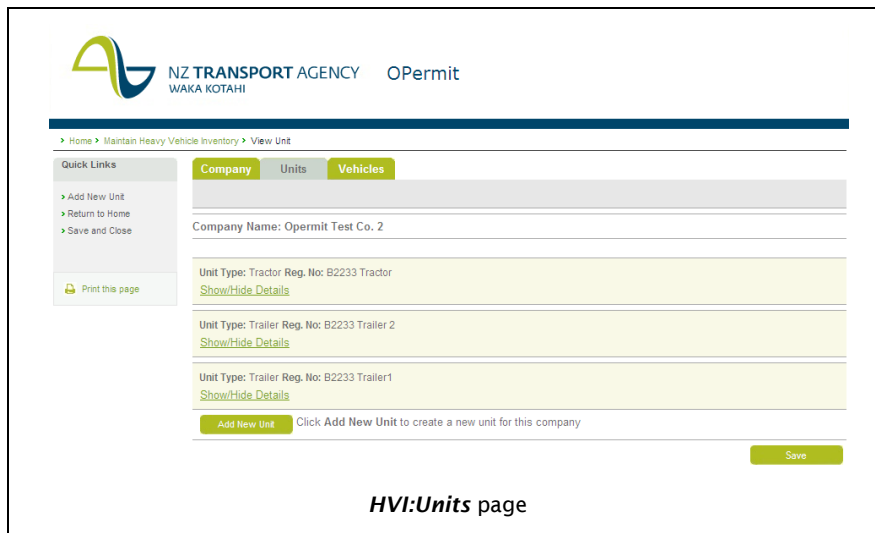 NZ TRANSPORT AGENCY
WAKA KOTAHI
OPermit
> Home > Maintain Heavy Vehicle Inventory > View Unit
Quick Links
> Add New Unit
> Return to Home
> Save and Close
Print this page
Company Units Vehicles
Company Name: Opermit Test Co. 2
Unit Type: Tractor Reg. No: B2233 Tractor
Show/Hide Details
Unit Type: Trailer Reg. No: B2233 Trailer 2
Show/Hide Details
Unit Type: Trailer Reg. No: B2233 Trailer1
Show/Hide Details
Add New Unit Click Add New Unit to create a new unit for this company
Save
HVI:Units page